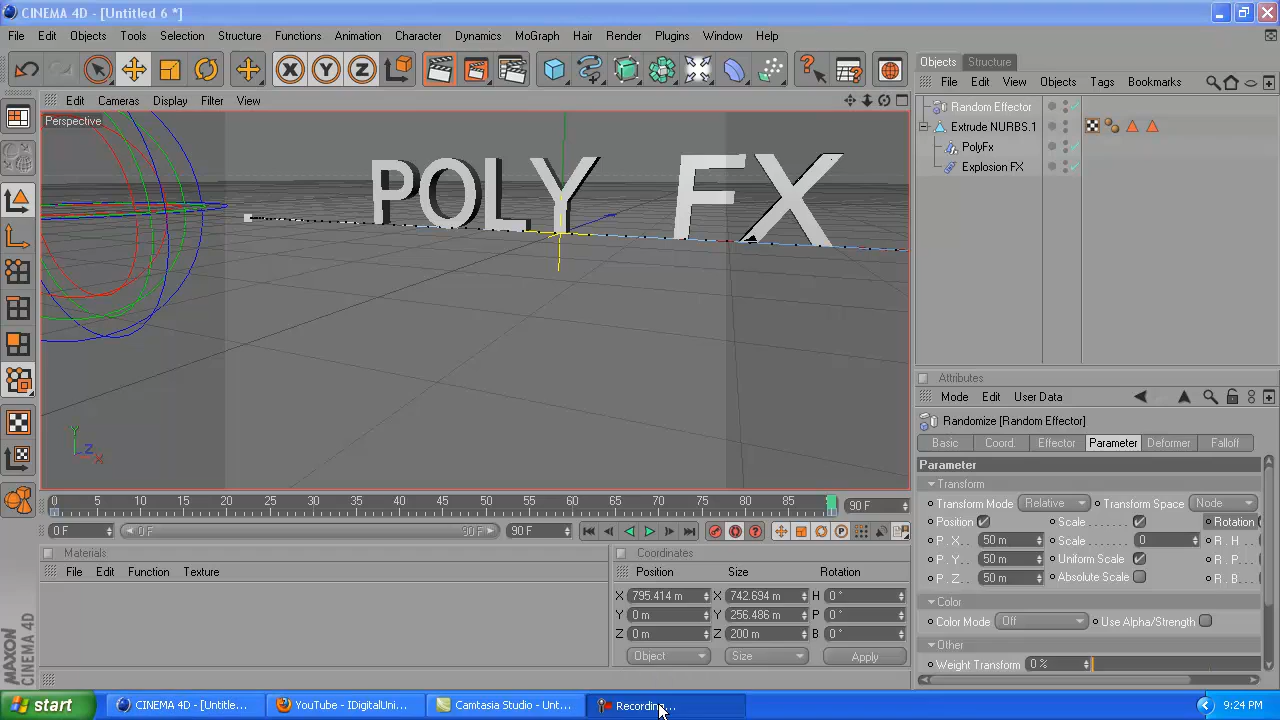 CINEMA 4D - [Untitled 6 *]
File Edit Objects Tools Selection Structure Functions Animation Character Dynamics MoGraph Hair Render Plugins Window Help
Objects Structure
File Edit View Objects Tags Bookmarks
Edit Cameras Display Filter View
Perspective
POLY FX
Random Effector
Extrude NURBS.1
PolyFx
Explosion FX
Attributes
Mode Edit User Data
Randomize [Random Effector]
Basic Coord. Effector Parameter Deformer Falloff
Parameter
Transform
Transform Mode Relative Transform Space Node
Position Scale Rotation
P . X 50 m Scale 0 R . H
P . Y 50 m Uniform Scale R . P
P . Z 50 m Absolute Scale R . B
Color
Color Mode Off Use Alpha/Strength
Other
Weight Transform 0 %
0 5 10 15 20 25 30 35 40 45 50 55 60 65 70 75 80 85 90 F
0 F 0 F 90 F 90 F
Materials
File Edit Function Texture
Coordinates
Position Size Rotation
X 795.414 m X 742.694 m H 0 °
Y 0 m Y 256.486 m P 0 °
Z 0 m Z 200 m B 0 °
Object Size Apply
MAXON CINEMA 4D
start CINEMA 4D - [Untitle... YouTube - IDigitalUni... Camtasia Studio - Unt... Recording... 9:24 PM
X Y Z
Y Z X